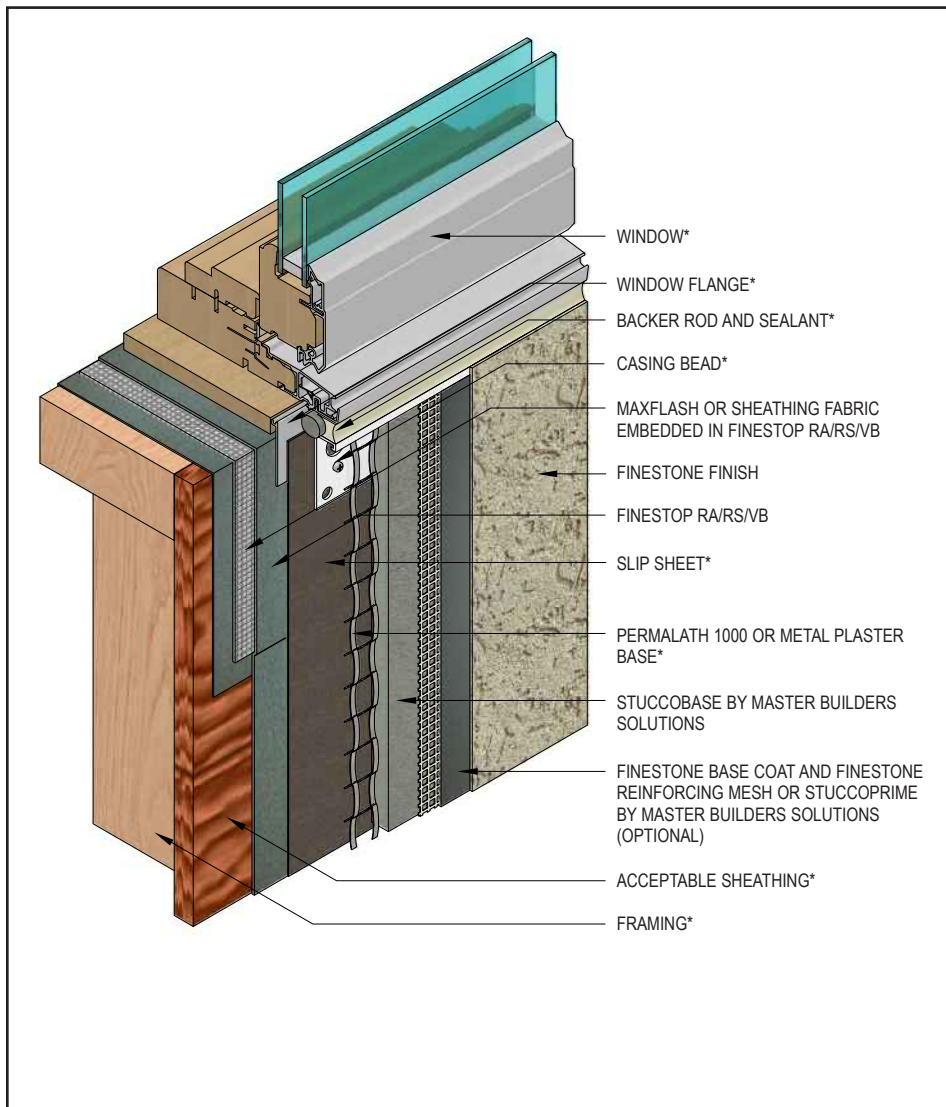 WINDOW*
WINDOW FLANGE*
BACKER ROD AND SEALANT*
CASING BEAD*
MAXFLASH OR SHEATHING FABRIC
EMBEDDED IN FINESTOP RA/RS/VB
FINESTONE FINISH
FINESTOP RA/RS/VB
SLIP SHEET*
PERMALATH 1000 OR METAL PLASTER
BASE*
STUCCOBASE BY MASTER BUILDERS
SOLUTIONS
FINESTONE BASE COAT AND FINESTONE
REINFORCING MESH OR STUCCOPRIME
BY MASTER BUILDERS SOLUTIONS
(OPTIONAL)
ACCEPTABLE SHEATHING*
FRAMING*